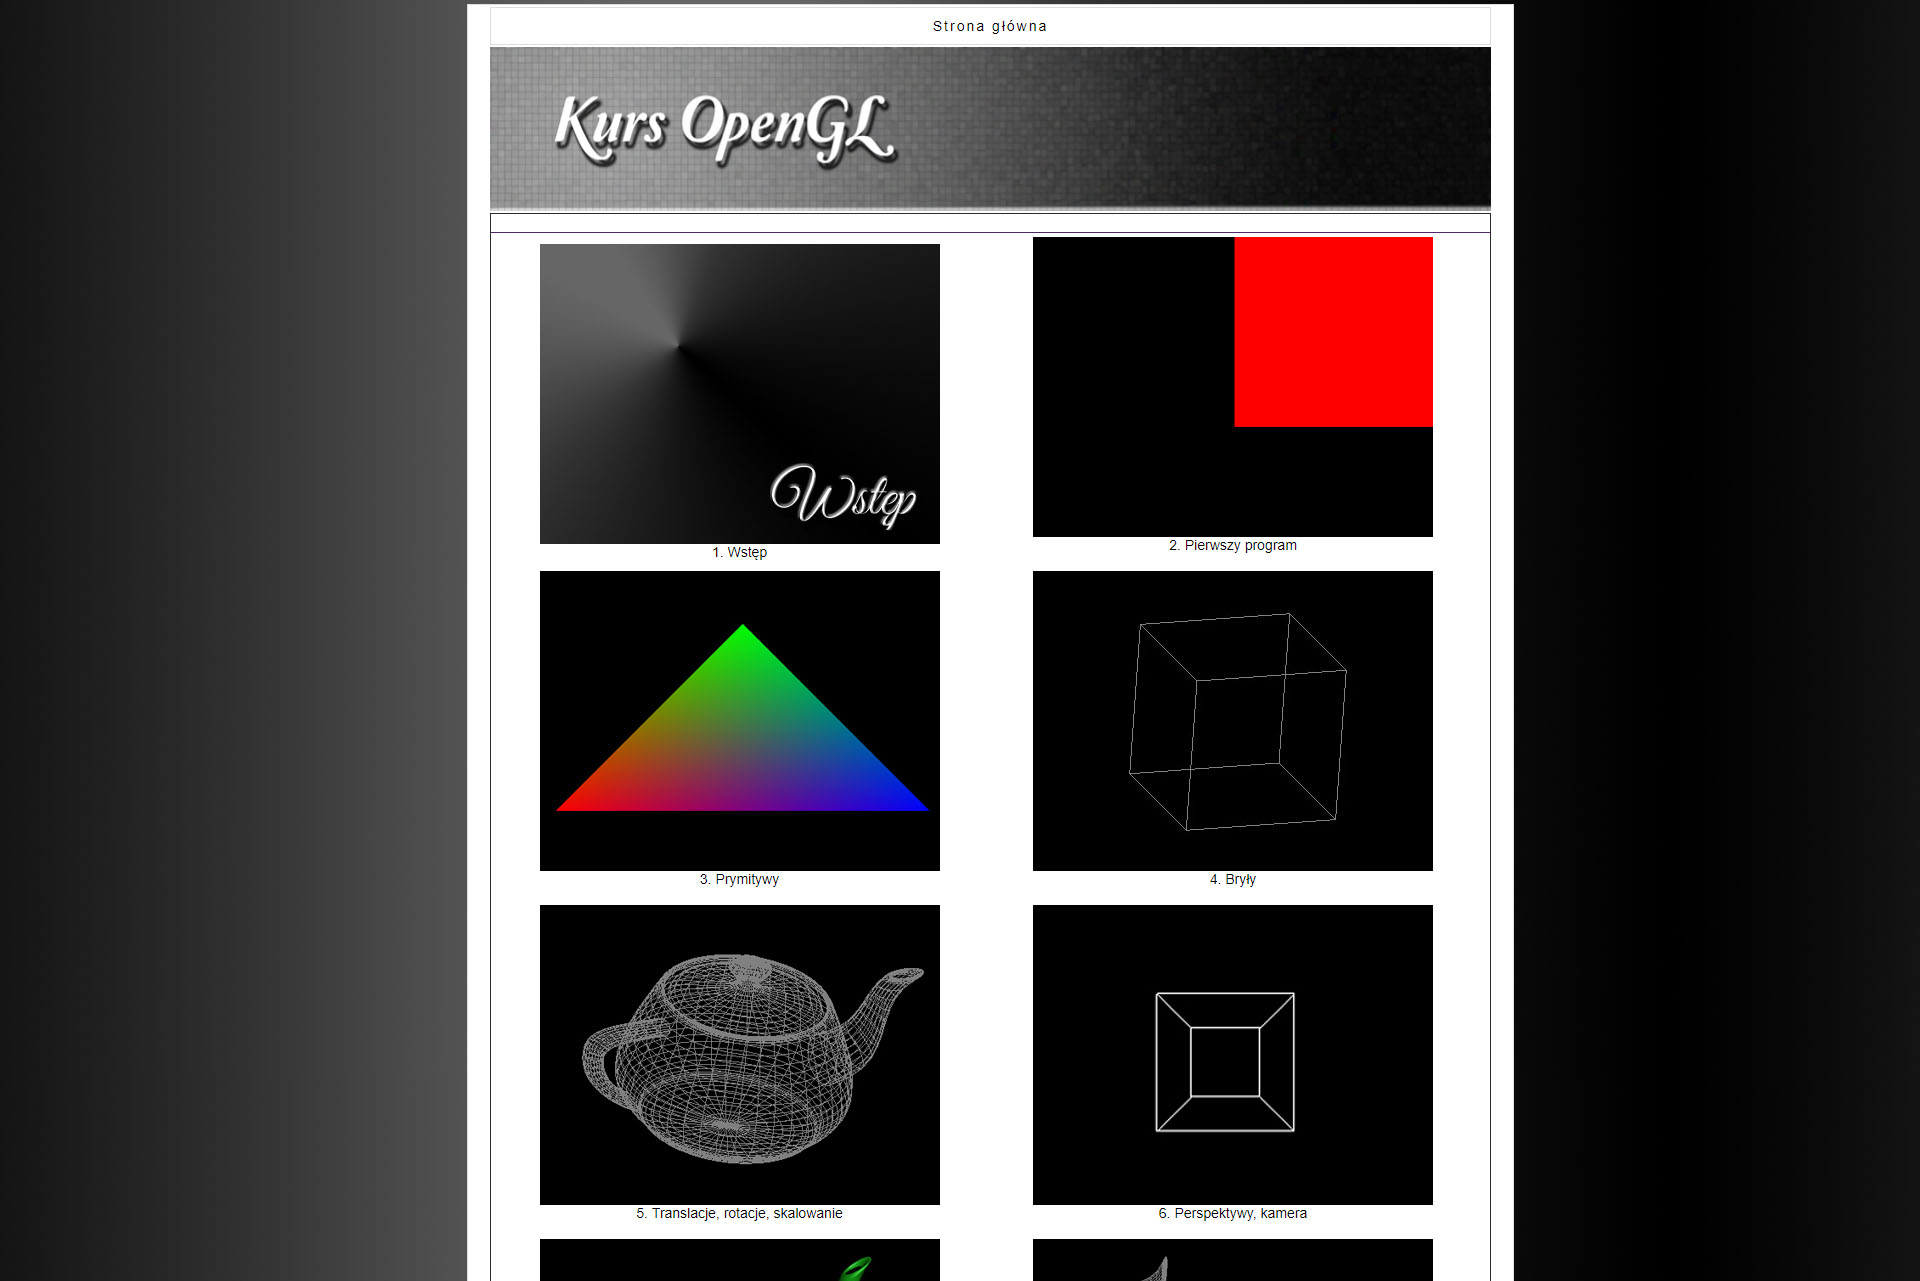 Strona główna
Kurs OpenGL
Wstęp
1. Wstęp
2. Pierwszy program
3. Prymitywy
4. Bryły
5. Translacje, rotacje, skalowanie
6. Perspektywy, kamera